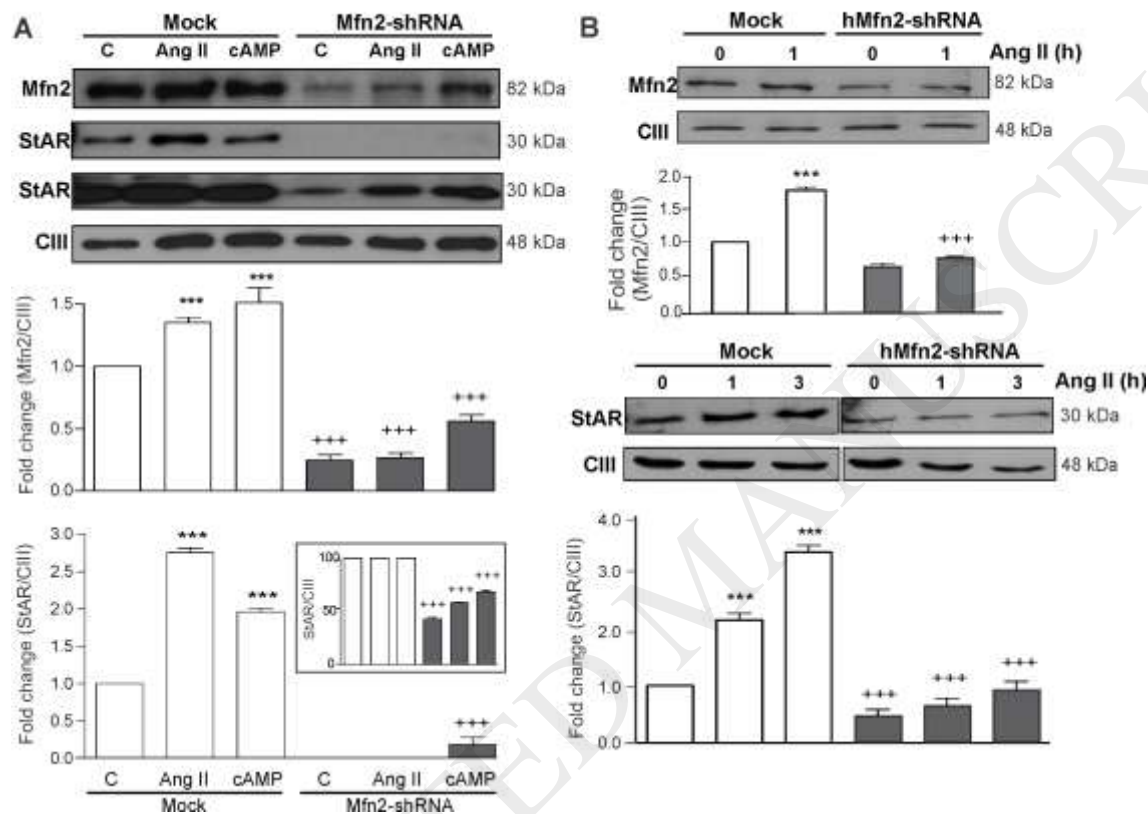 A
Mock Mfn2-shRNA
C Ang II cAMP C Ang II cAMP
Mfn2 82 kDa
StAR 30 kDa
StAR 30 kDa
CIII 48 kDa
Fold change (Mfn2/CIII)
1.5
1.0
0.5
0.0
*** ***
+++ +++ +++
Fold change (StAR/CIII)
3.0
2.5
2.0
1.5
1.0
0.5
0.0
*** ***
StAR/CIII
100
50
0
+++ +++ +++
+++
C Ang II cAMP C Ang II cAMP
Mock Mfn2-shRNA
B
Mock hMfn2-shRNA
0 1 0 1 Ang II (h)
Mfn2 82 kDa
CIII 48 kDa
Fold change
(Mfn2/CIII)
2.0
1.5
1.0
0.5
0.0
***
+++
Mock hMfn2-shRNA
0 1 3 0 1 3 Ang II (h)
StAR 30 kDa
CIII 48 kDa
Fold change (StAR/CIII)
4.0
3.0
2.0
1.0
0.0
*** ***
+++ +++ +++
ED MANUSCRIP